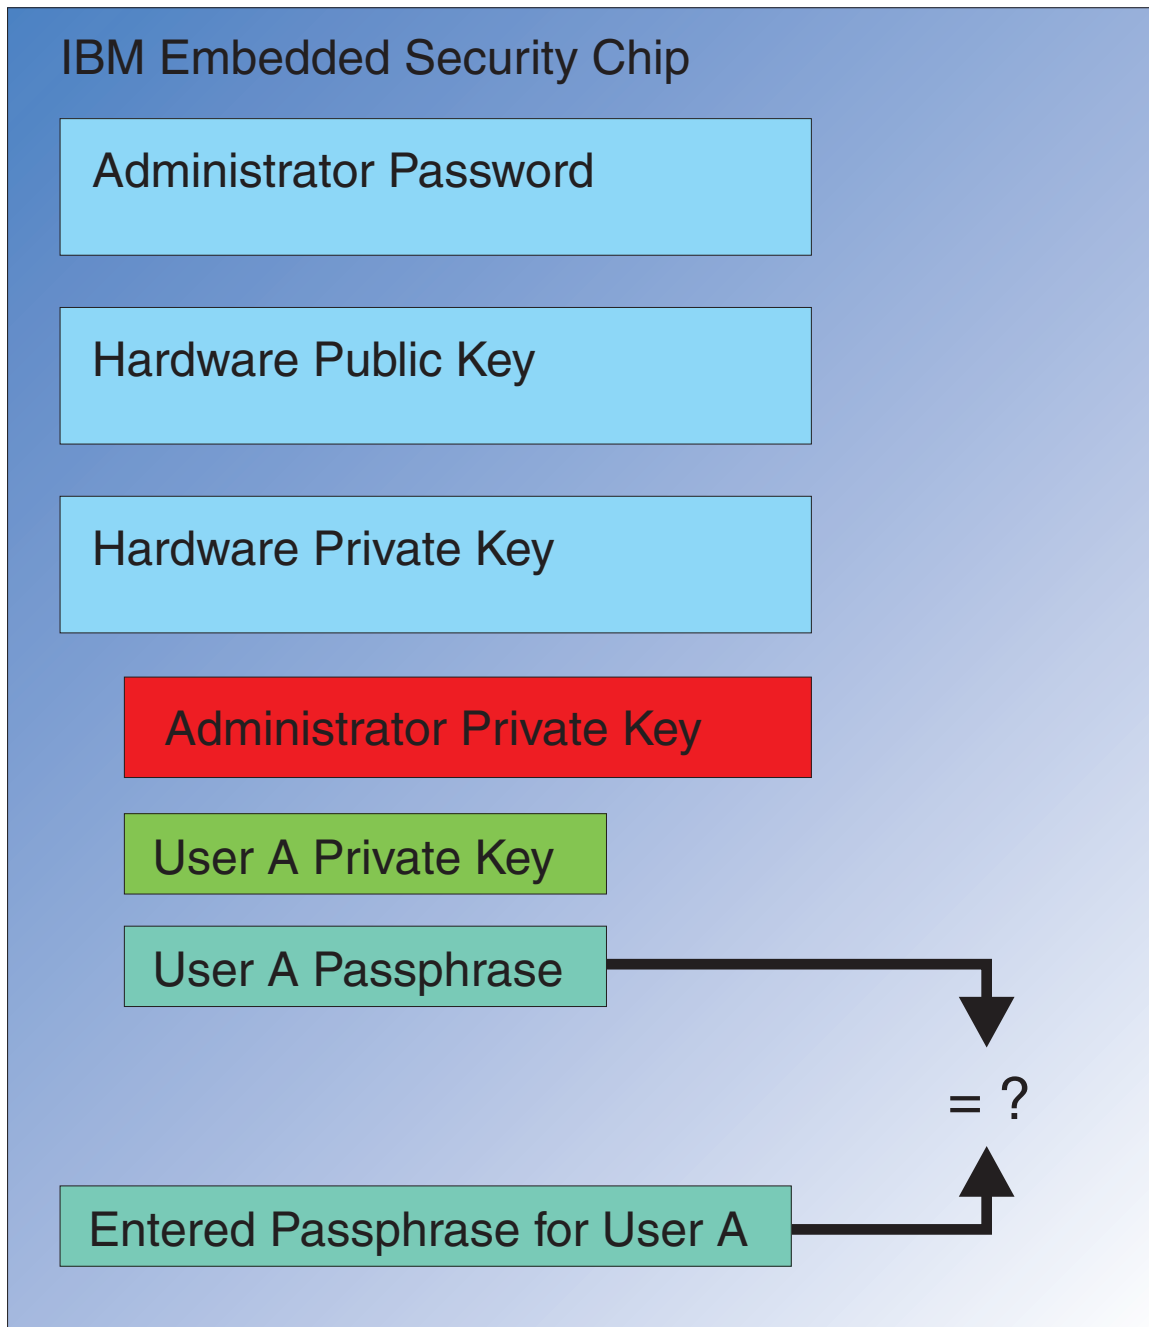 IBM Embedded Security Chip
Administrator Password
Hardware Public Key
Hardware Private Key
Administrator Private Key
User A Private Key
User A Passphrase
= ?
Entered Passphrase for User A